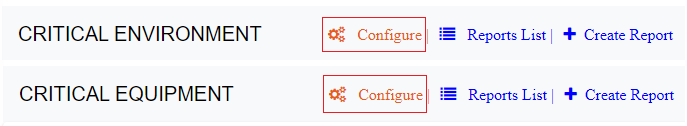 CRITICAL ENVIRONMENT Configure | Reports List | Create Report
CRITICAL EQUIPMENT Configure | Reports List | Create Report